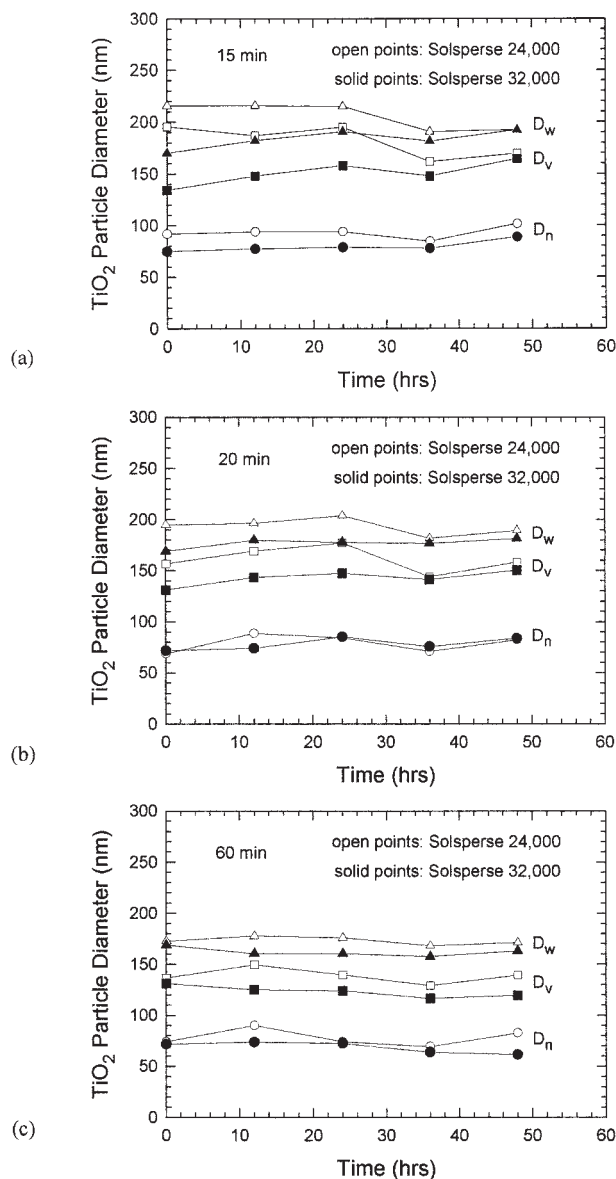 (a)
TiO2 Particle Diameter (nm)
300
250
200
150
100
50
0
15 min
open points: Solsperse 24,000
solid points: Solsperse 32,000
Dw
Dv
Dn
0 10 20 30 40 50 60
Time (hrs)
(b)
TiO2 Particle Diameter (nm)
300
250
200
150
100
50
0
20 min
open points: Solsperse 24,000
solid points: Solsperse 32,000
Dw
Dv
Dn
0 10 20 30 40 50 60
Time (hrs)
(c)
TiO2 Particle Diameter (nm)
300
250
200
150
100
50
0
60 min
open points: Solsperse 24,000
solid points: Solsperse 32,000
Dw
Dv
Dn
0 10 20 30 40 50 60
Time (hrs)